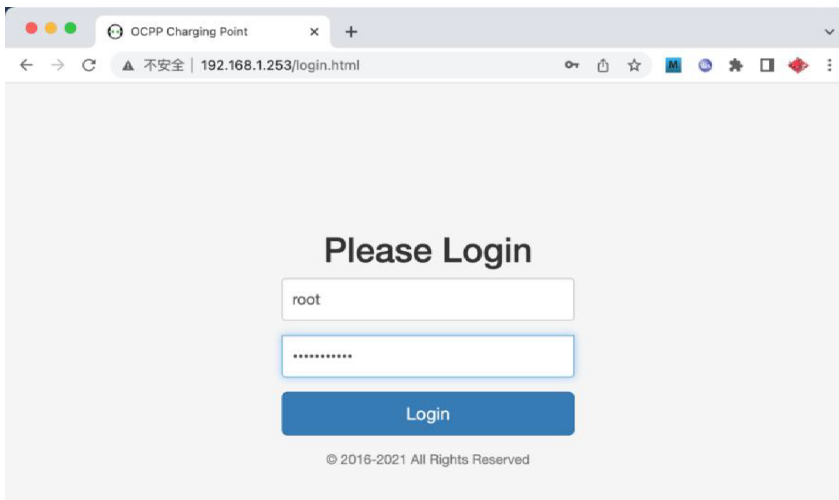 OCPP Charging Point
不安全 | 192.168.1.253/login.html
M
Please Login
root
•••••••••••
Login
© 2016-2021 All Rights Reserved